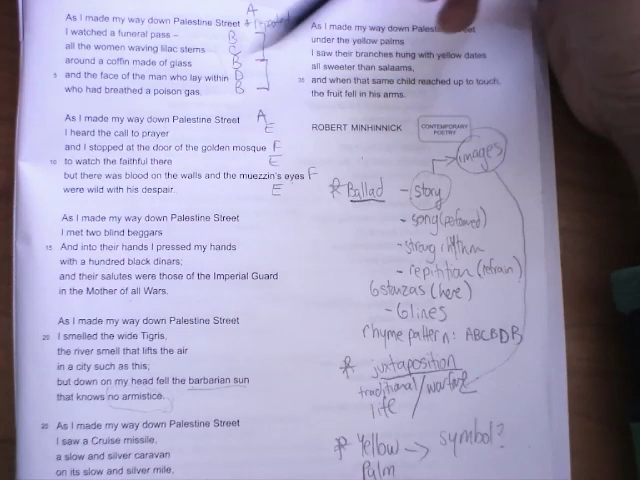 As I made my way down Palestine Street
A
I watched a funeral pass –
B
all the women waving lilac stems
C
around a coffin made of glass
B
5 and the face of the man who lay within
D
who had breathed a poison gas.
B
As I made my way down Palestine Street
A
I heard the call to prayer
E
and I stopped at the door of the golden mosque
F
10 to watch the faithful there
E
but there was blood on the walls and the muezzin's eyes
F
were wild with his despair.
E
As I made my way down Palestine Street
I met two blind beggars
15 And into their hands I pressed my hands
with a hundred black dinars;
and their salutes were those of the Imperial Guard
in the Mother of all Wars.
As I made my way down Palestine Street
20 I smelled the wide Tigris,
the river smell that lifts the air
in a city such as this;
but down on my head fell the barbarian sun
that knows no armistice.
25 As I made my way down Palestine Street
I saw a Cruise missile,
a slow and silver caravan
on its slow and silver mile,
As I made my way down Palestine Street
under the yellow palms
I saw their branches hung with yellow dates
all sweeter than salaams,
35 and when that same child reached up to touch,
the fruit fell in his arms.
ROBERT MINHINNICK
CONTEMPORARY
POETRY
images
* Ballad – story
- song (performed)
- strong rhythm
- repitition (refrain)
6 stanzas (here)
- 6 lines
rhyme pattern: ABCBDB
* juxtaposition
traditional / warfare
life
* Yellow → symbol?
Palm